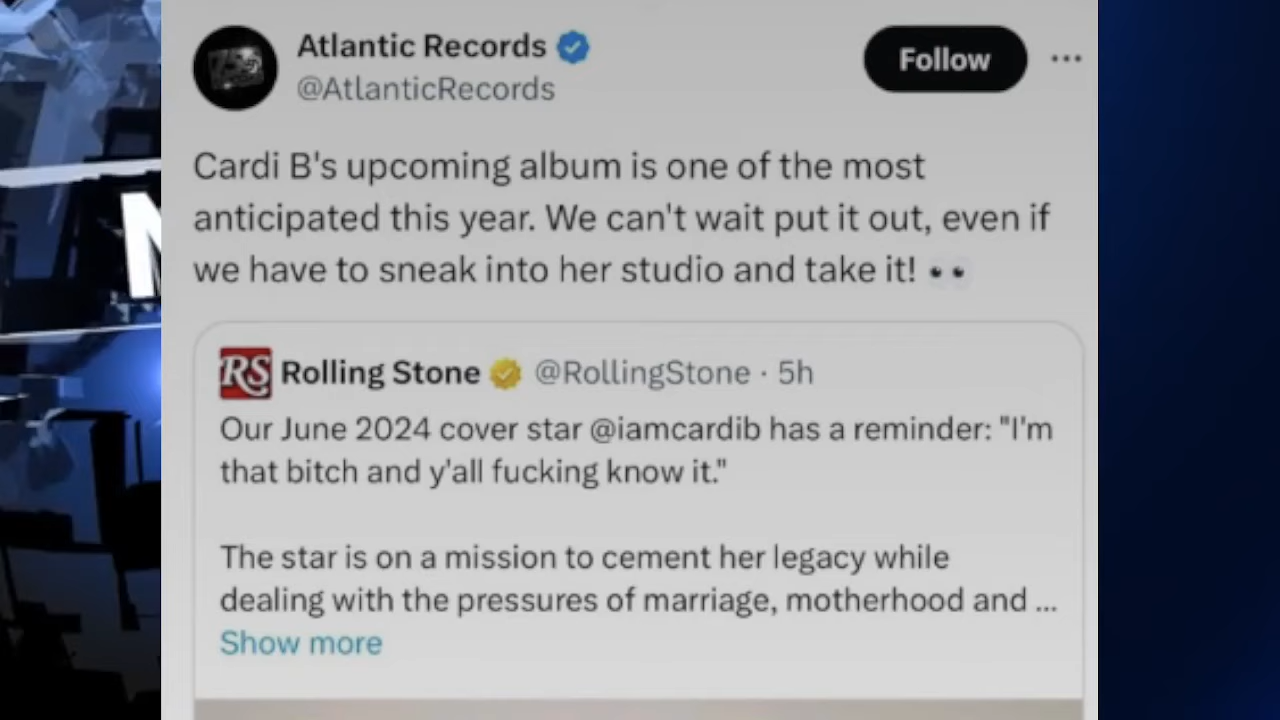 Atlantic Records
@AtlanticRecords
Follow
Cardi B's upcoming album is one of the most
anticipated this year. We can't wait put it out, even if
we have to sneak into her studio and take it! 👀
RS Rolling Stone @RollingStone · 5h
Our June 2024 cover star @iamcardib has a reminder: "I'm
that bitch and y'all fucking know it."
The star is on a mission to cement her legacy while
dealing with the pressures of marriage, motherhood and ...
Show more